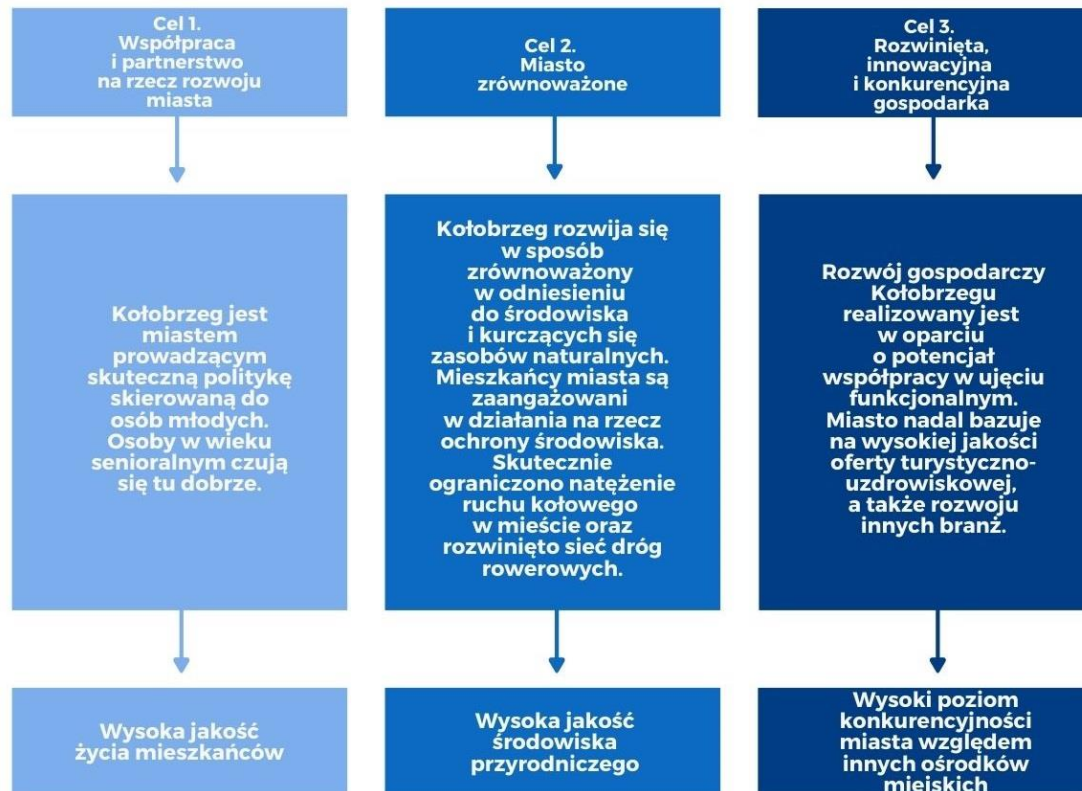 Cel 1.
Współpraca
i partnerstwo
na rzecz rozwoju
miasta
Cel 2.
Miasto
zrównoważone
Cel 3.
Rozwinięta,
innowacyjna
i konkurencyjna
gospodarka
Kołobrzeg jest
miastem
prowadzącym
skuteczną politykę
skierowaną do
osób młodych.
Osoby w wieku
senioralnym czują
się tu dobrze.
Kołobrzeg rozwija się
w sposób
zrównoważony
w odniesieniu
do środowiska
i kurczących się
zasobów naturalnych.
Mieszkańcy miasta są
zaangażowani
w działania na rzecz
ochrony środowiska.
Skutecznie
ograniczono natężenie
ruchu kołowego
w mieście oraz
rozwinięto sieć dróg
rowerowych.
Rozwój gospodarczy
Kołobrzegu
realizowany jest
w oparciu
o potencjał
współpracy w ujęciu
funkcjonalnym.
Miasto nadal bazuje
na wysokiej jakości
oferty turystyczno-
uzdrowiskowej,
a także rozwoju
innych branż.
Wysoka jakość
życia mieszkańców
Wysoka jakość
środowiska
przyrodniczego
Wysoki poziom
konkurencyjności
miasta względem
innych ośrodków
miejskich